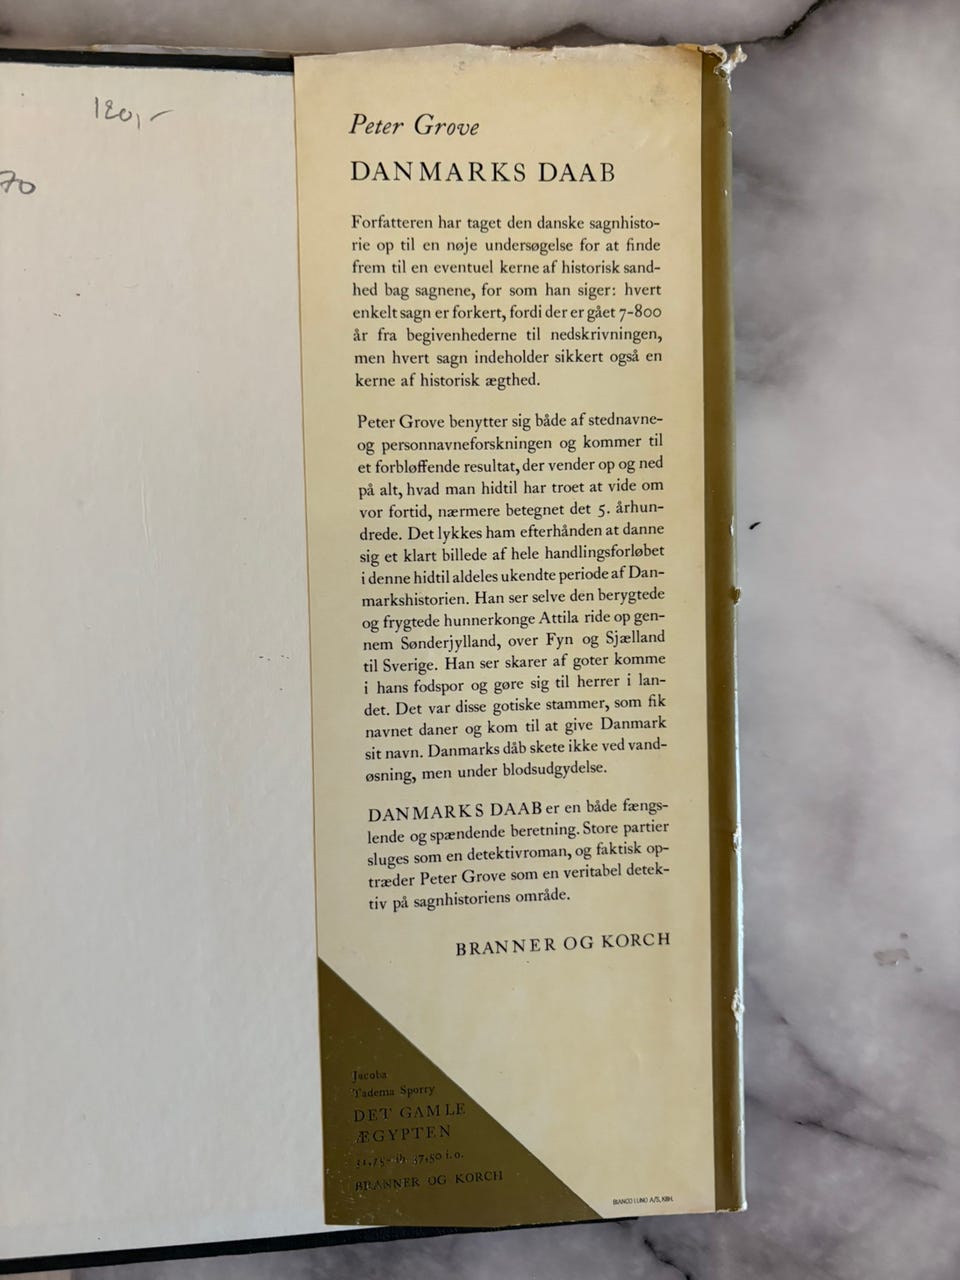 120,-
70
Peter Grove
DANMARKS DAAB
Forfatteren har taget den danske sagnhisto-
rie op til en nøje undersøgelse for at finde
frem til en eventuel kerne af historisk sand-
hed bag sagnene, for som han siger: hvert
enkelt sagn er forkert, fordi der er gået 7-800
år fra begivenhederne til nedskrivningen,
men hvert sagn indeholder sikkert også en
kerne af historisk ægthed.
Peter Grove benytter sig både af stednavne-
og personnavneforskningen og kommer til
et forbløffende resultat, der vender op og ned
på alt, hvad man hidtil har troet at vide om
vor fortid, nærmere betegnet det 5. århun-
drede. Det lykkes ham efterhånden at danne
sig et klart billede af hele handlingsforløbet
i denne hidtil aldeles ukendte periode af Dan-
markshistorien. Han ser selve den berygtede
og frygtede hunnerkonge Attila ride op gen-
nem Sønderjylland, over Fyn og Sjælland
til Sverige. Han ser skarer af goter komme
i hans fodspor og gøre sig til herrer i lan-
det. Det var disse gotiske stammer, som fik
navnet daner og kom til at give Danmark
sit navn. Danmarks dåb skete ikke ved vand-
øsning, men under blodsudgydelse.
DANMARKS DAAB er en både fængs-
lende og spændende beretning. Store partier
sluges som en detektivroman, og faktisk op-
træder Peter Grove som en veritabel detek-
tiv på sagnhistoriens område.
BRANNER OG KORCH
Jacoba
Tadema Sporry
DET GAMLE
ÆGYPTEN
37,50 i.o.
BRANNER OG KORCH
BIANCO LUNO A/S, KBH.